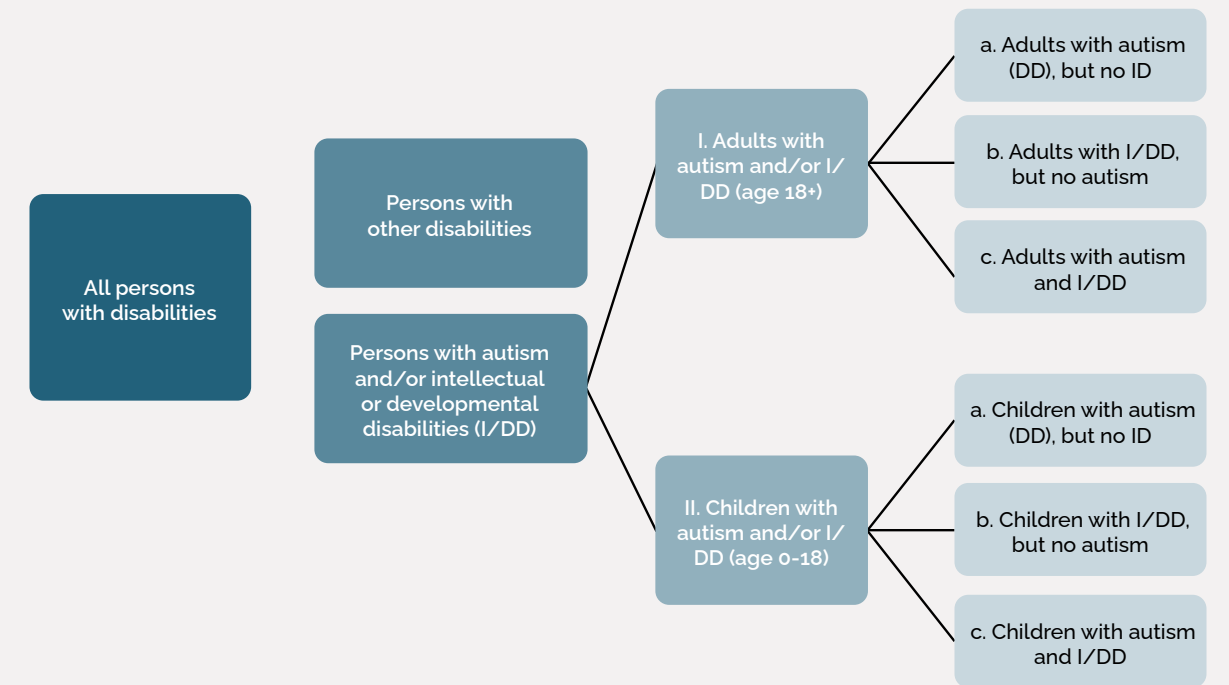 All persons
with disabilities
Persons with
other disabilities
Persons with autism
and/or intellectual
or developmental
disabilities (I/DD)
I. Adults with
autism and/or I/
DD (age 18+)
a. Adults with autism
(DD), but no ID
b. Adults with I/DD,
but no autism
c. Adults with autism
and I/DD
II. Children with
autism and/or I/
DD (age 0-18)
a. Children with autism
(DD), but no ID
b. Children with I/DD,
but no autism
c. Children with autism
and I/DD